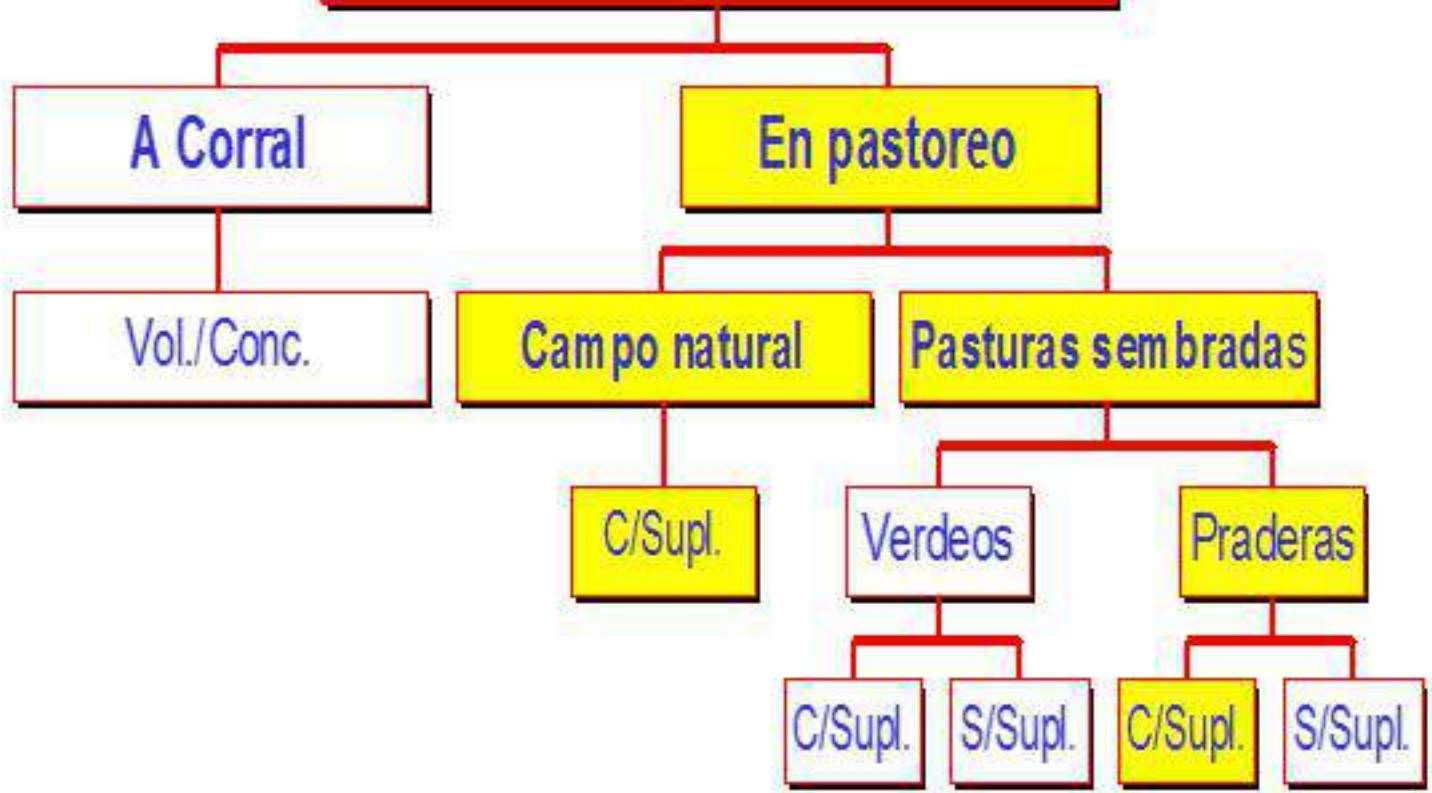 A Corral
En pastoreo
Vol./Conc.
Campo natural
Pasturas sembradas
C/Supl.
Verdeos
Praderas
C/Supl.
S/Supl.
C/Supl.
S/Supl.